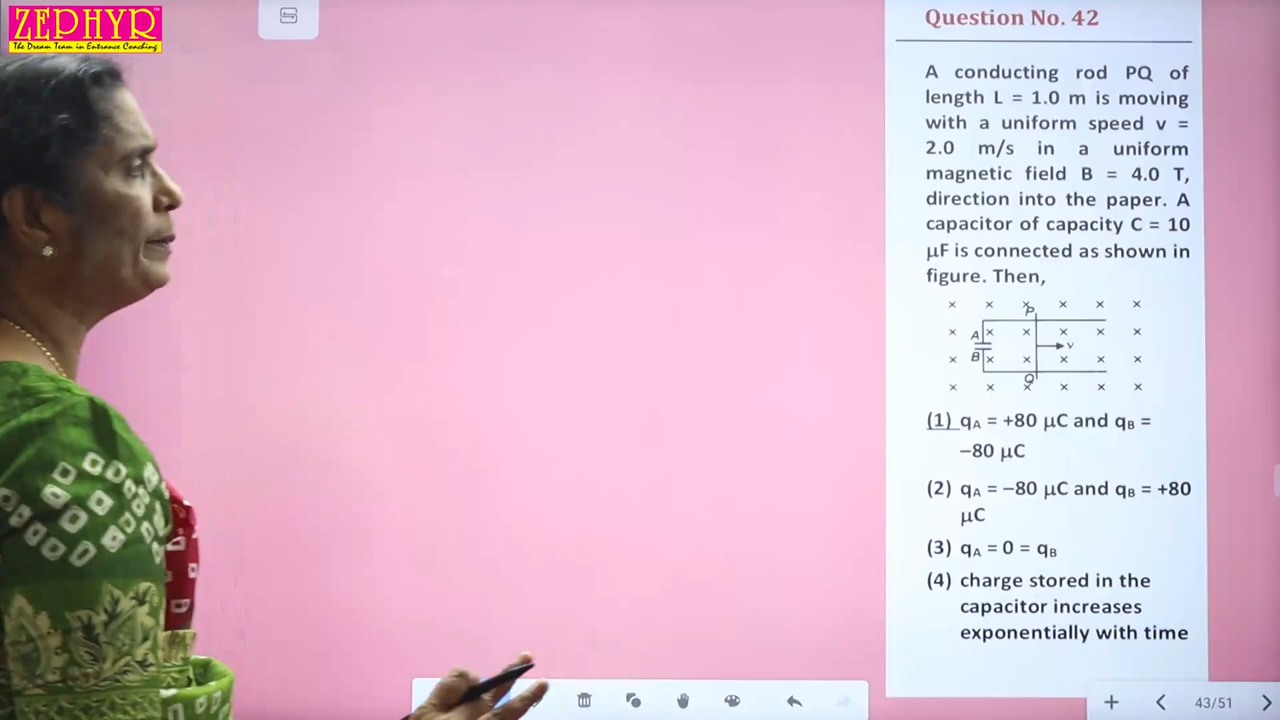 ZEPHYR™
The Dream Team in Entrance Coaching
Question No. 42
A conducting rod PQ of
length L = 1.0 m is moving
with a uniform speed v =
2.0 m/s in a uniform
magnetic field B = 4.0 T,
direction into the paper. A
capacitor of capacity C = 10
μF is connected as shown in
figure. Then,
× × × × × ×
P
× × × × × ×
A
v
B
× × × × × ×
Q
× × × × × ×
(1) qA = +80 μC and qB =
−80 μC
(2) qA = −80 μC and qB = +80
μC
(3) qA = 0 = qB
(4) charge stored in the
capacitor increases
exponentially with time
43/51